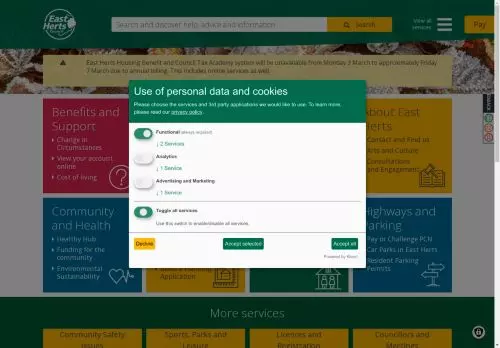 East
Herts
Search and discover help, advice and information
Search
View all
services
Pay
East Herts Housing Benefit and Council Tax Academy system will be unavailable from Monday 3 March to approximately Friday
7 March due to annual billing. This includes online services as well.
Use of personal data and cookies
Please choose the services and 3rd party applications we would like to use. To learn more,
please read our privacy policy.
Functional (always required)
↓ 2 Services
Analytics
↓ 1 Service
Advertising and Marketing
↓ 1 Service
Toggle all services
Use this switch to enable/disable all services.
Decline
Accept selected
Accept all
Benefits and
Support
Change in
Circumstances
View your account
online
Cost of living
About East
Herts
Contact and Find us
Arts and Culture
Consultations
and Engagement
Community
and Health
Healthy Hub
Funding for the
community
Environmental
Sustainability
Application
Highways and
Parking
Pay or Challenge PCN
Car Parks in East Herts
Resident Parking
Permits
More services
Community Safety
Issues
Sports, Parks and
Leisure
Licences and
Registration
Councillors and
Meetings